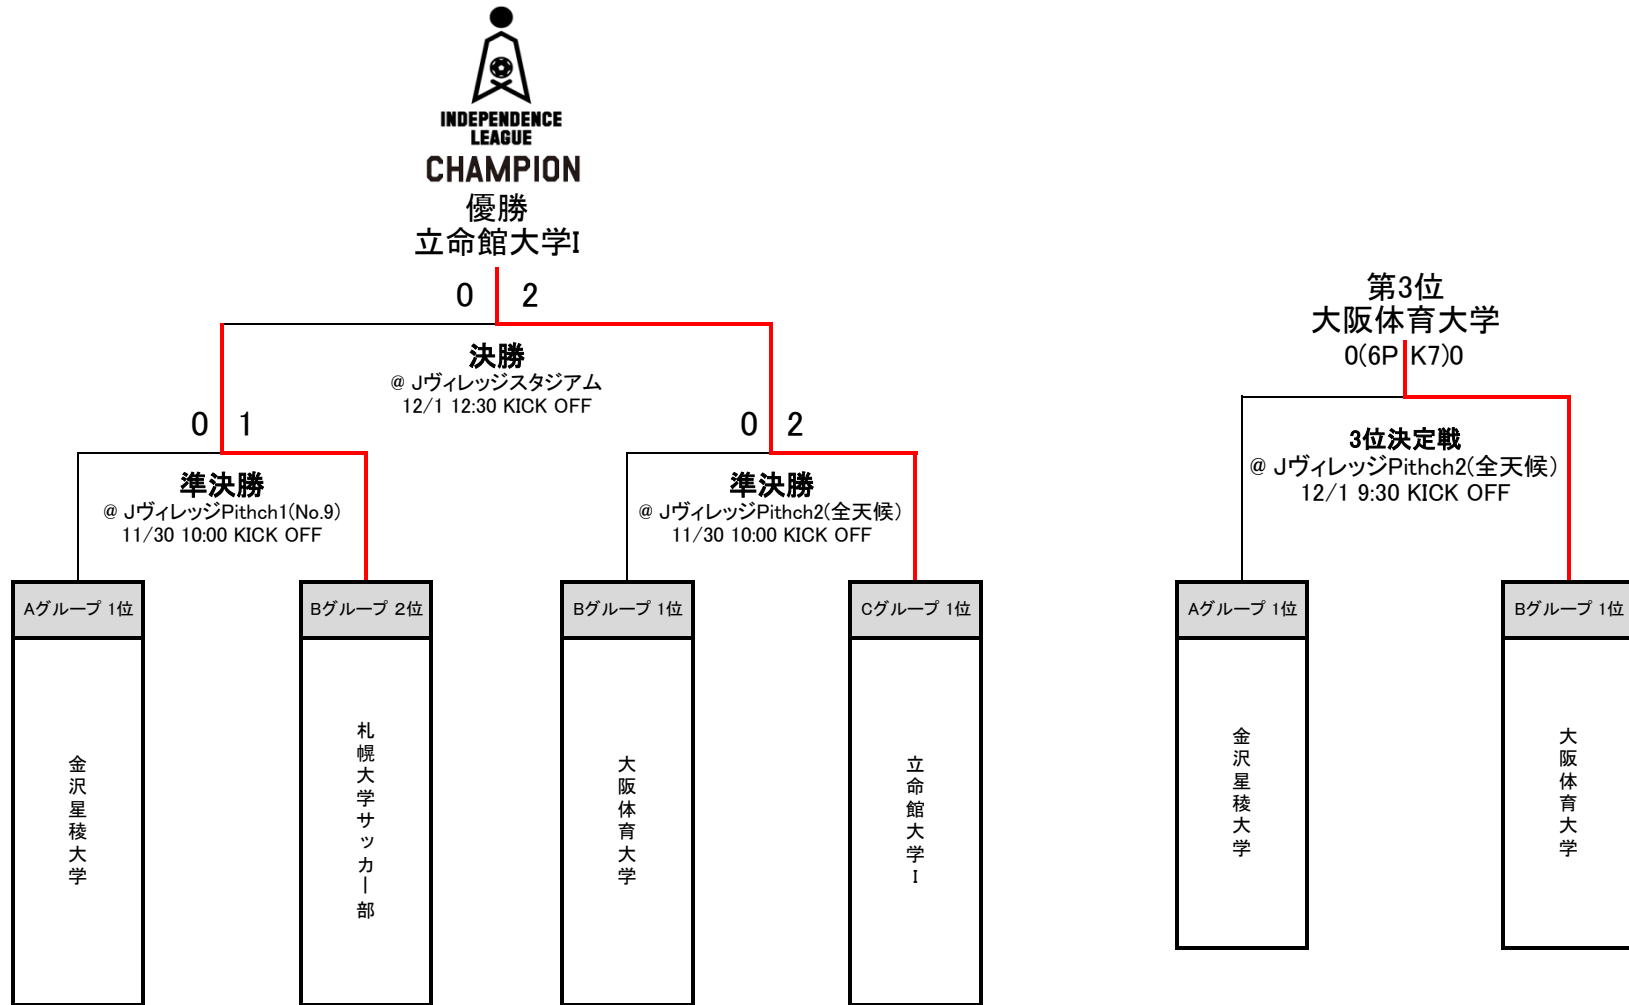 INDEPENDENCE
LEAGUE
CHAMPION
優勝
立命館大学I
0 2
決勝
@ Jヴィレッジスタジアム
12/1 12:30 KICK OFF
0 1
0 2
準決勝
@ JヴィレッジPithch1(No.9)
11/30 10:00 KICK OFF
準決勝
@ JヴィレッジPithch2(全天候)
11/30 10:00 KICK OFF
Aグループ 1位
Bグループ 2位
Bグループ 1位
Cグループ 1位
金沢星稜大学
札幌大学サッカー部
大阪体育大学
立命館大学I
第3位
大阪体育大学
0(6P K7)0
3位決定戦
@ JヴィレッジPithch2(全天候)
12/1 9:30 KICK OFF
Aグループ 1位
Bグループ 1位
金沢星稜大学
大阪体育大学